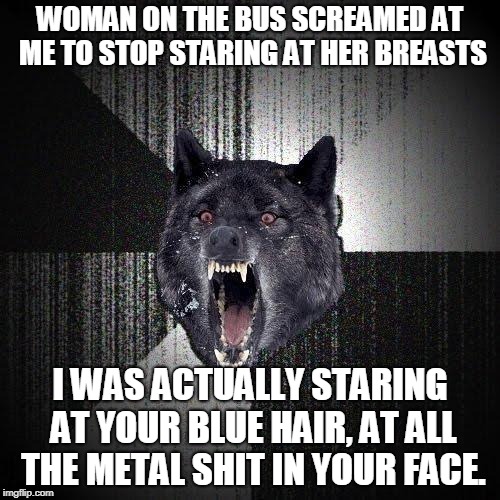 WOMAN ON THE BUS SCREAMED AT
ME TO STOP STARING AT HER BREASTS
I WAS ACTUALLY STARING
AT YOUR BLUE HAIR, AT ALL
THE METAL SHIT IN YOUR FACE.
imgflip.com